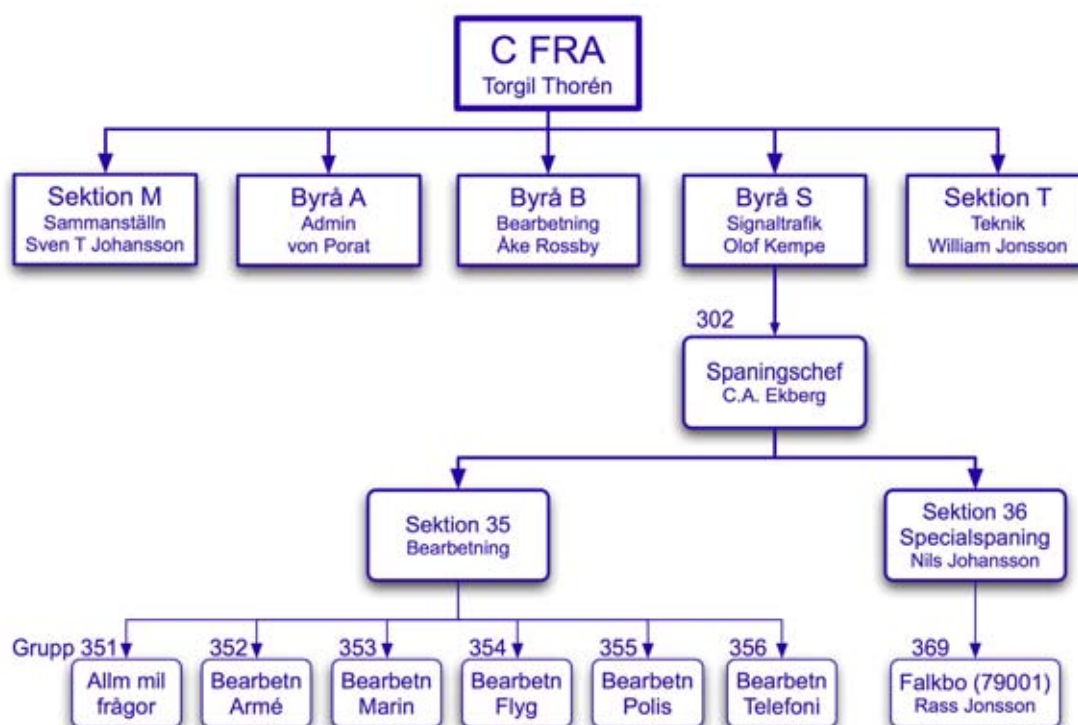 C FRA
Torgil Thorén
Sektion M
Sammanställn
Sven T Johansson
Byrå A
Admin
von Porat
Byrå B
Bearbetning
Åke Rossby
Byrå S
Signaltrafik
Olof Kempe
Sektion T
Teknik
William Jonsson
302
Spaningschef
C.A. Ekberg
Sektion 35
Bearbetning
Sektion 36
Specialspaning
Nils Johansson
Grupp 351
Allm mil
frågor
352
Bearbetn
Armé
353
Bearbetn
Marin
354
Bearbetn
Flyg
355
Bearbetn
Polis
356
Bearbetn
Telefoni
369
Falkbo (79001)
Rass Jonsson